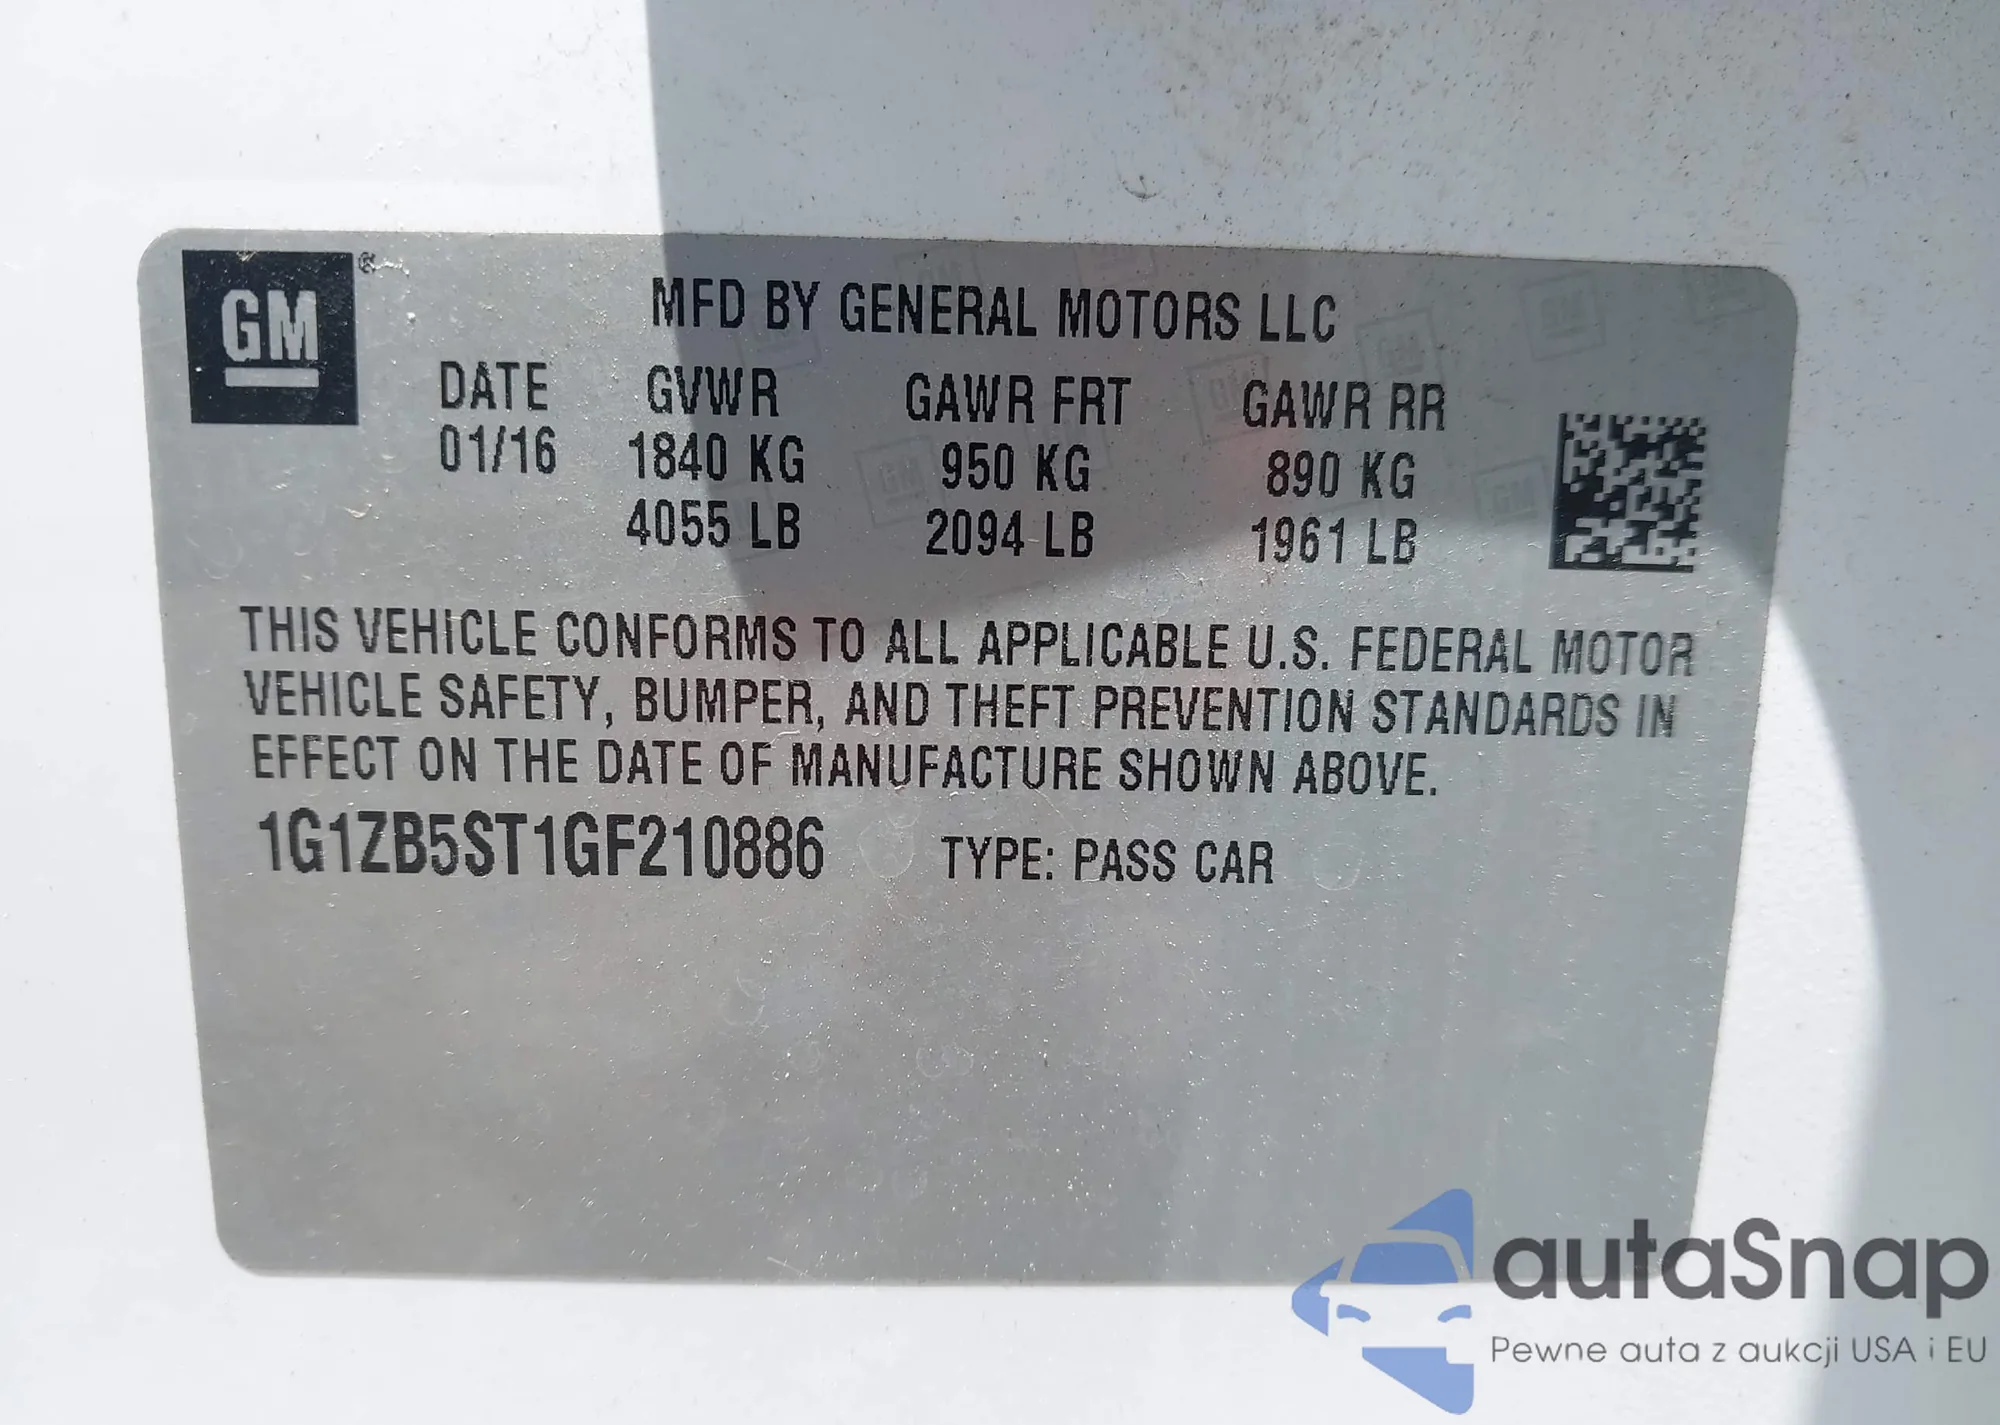 GM®
MFD BY GENERAL MOTORS LLC
DATE GVWR GAWR FRT GAWR RR
01/16 1840 KG 950 KG 890 KG
4055 LB 2094 LB 1961 LB
THIS VEHICLE CONFORMS TO ALL APPLICABLE U.S. FEDERAL MOTOR
VEHICLE SAFETY, BUMPER, AND THEFT PREVENTION STANDARDS IN
EFFECT ON THE DATE OF MANUFACTURE SHOWN ABOVE.
1G1ZB5ST1GF210886 TYPE: PASS CAR
autaSnap
Pewne auta z aukcji USA i EU